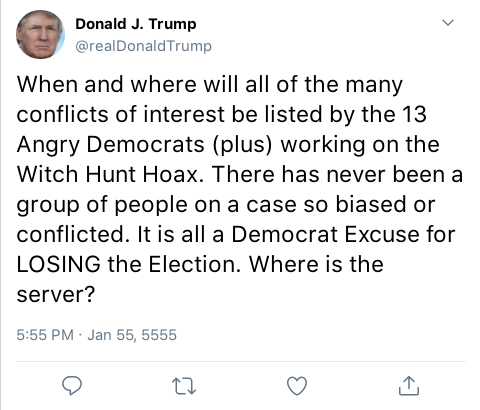 Donald J. Trump
@realDonaldTrump
When and where will all of the many
conflicts of interest be listed by the 13
Angry Democrats (plus) working on the
Witch Hunt Hoax. There has never been a
group of people on a case so biased or
conflicted. It is all a Democrat Excuse for
LOSING the Election. Where is the
server?
5:55 PM · Jan 55, 5555